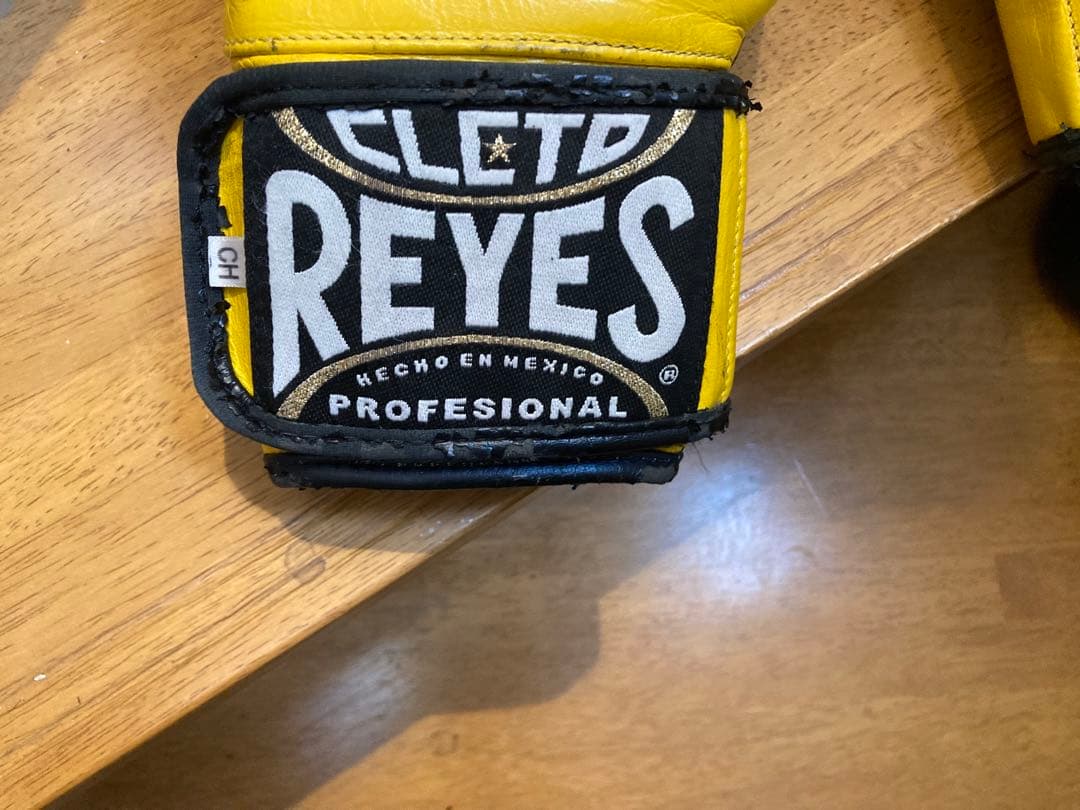 CLETO
REYES
HECHO EN MEXICO
®
PROFESIONAL
CH